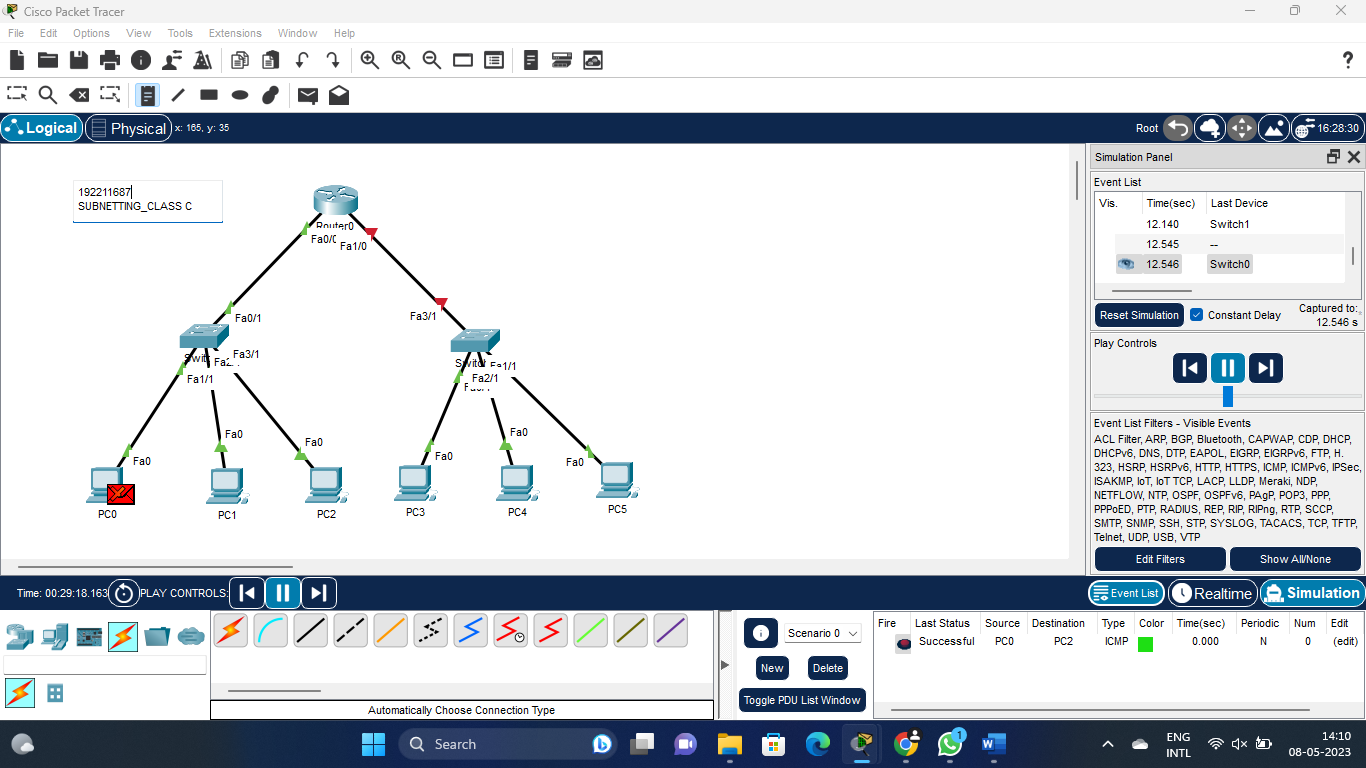 Cisco Packet Tracer
File Edit Options View Tools Extensions Window Help
?
Logical Physical x: 165, y: 35 Root 16:28:30
192211687
SUBNETTING_CLASS C
Router0
Fa0/0 Fa1/0
Fa0/1
Fa3/1
Fa3/1
Fa1/1
Fa1/1
Fa2/1
Fa0 Fa0 Fa0
Fa0 Fa0 Fa0
PC0 PC1 PC2 PC3 PC4 PC5
Simulation Panel
Event List
Vis. Time(sec) Last Device
12.140 Switch1
12.545 --
12.546 Switch0
Reset Simulation Constant Delay Captured to:
12.546 s
Play Controls
Event List Filters - Visible Events
ACL Filter, ARP, BGP, Bluetooth, CAPWAP, CDP, DHCP,
DHCPv6, DNS, DTP, EAPOL, EIGRP, EIGRPv6, FTP, H.
323, HSRP, HSRPv6, HTTP, HTTPS, ICMP, ICMPv6, IPSec,
ISAKMP, IoT, IoT TCP, LACP, LLDP, Meraki, NDP,
NETFLOW, NTP, OSPF, OSPFv6, PAgP, POP3, PPP,
PPPoED, PTP, RADIUS, REP, RIP, RIPng, RTP, SCCP,
SMTP, SNMP, SSH, STP, SYSLOG, TACACS, TCP, TFTP,
Telnet, UDP, USB, VTP
Edit Filters Show All/None
Time: 00:29:18.163 PLAY CONTROLS: Event List Realtime Simulation
Automatically Choose Connection Type
Scenario 0
New Delete
Toggle PDU List Window
Fire Last Status Source Destination Type Color Time(sec) Periodic Num Edit
Successful PC0 PC2 ICMP 0.000 N 0 (edit)
Search
1
ENG
INTL
14:10
08-05-2023